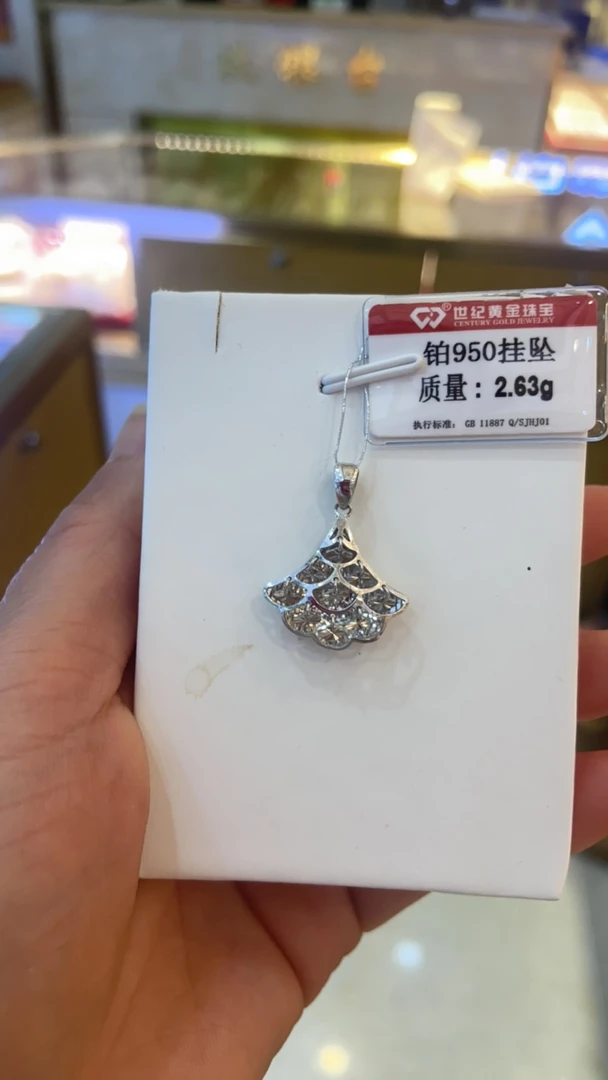 世纪黄金珠宝
CENTURY GOLD JEWELRY
铂950挂坠
质量：2.63g
执行标准： GB 11887 Q/SJHJ01